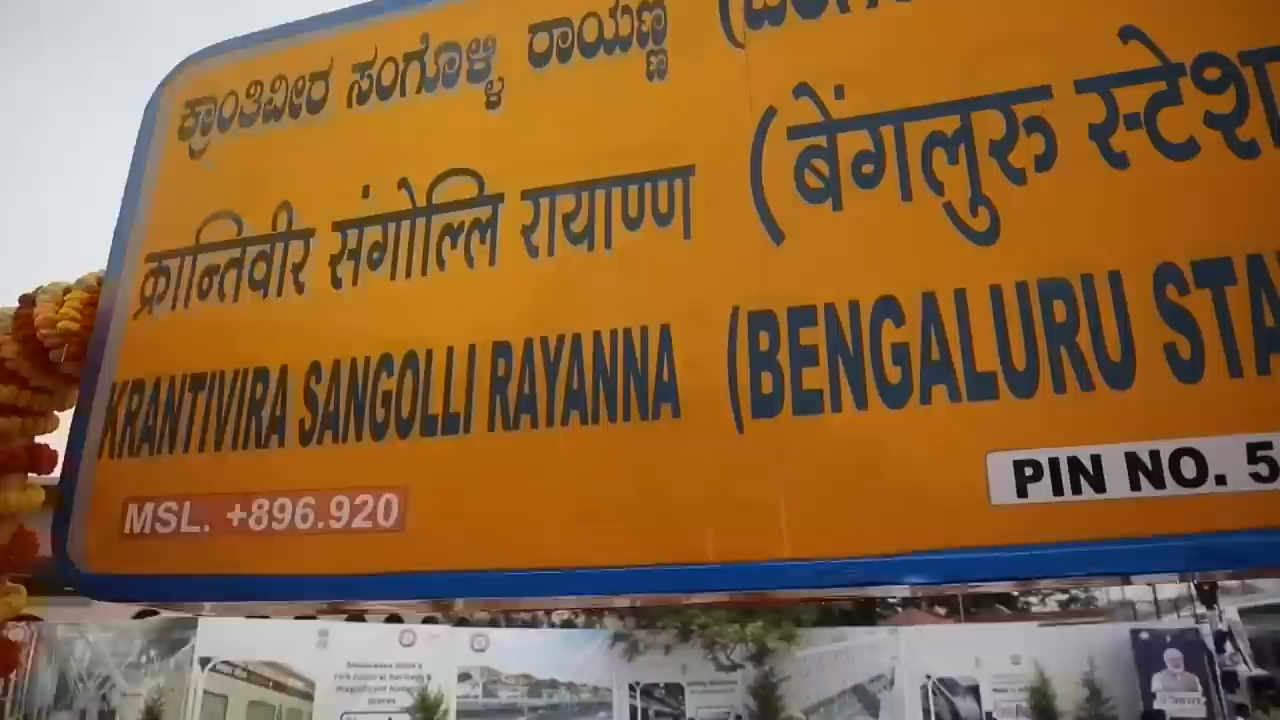 ಕ್ರಾಂತಿವೀರ ಸಂಗೊಳ್ಳಿ ರಾಯಣ್ಣ
क्रान्तिवीर संगोल्लि रायाण्ण (बेंगलुरु स्टेश
KRANTIVIRA SANGOLLI RAYANNA (BENGALURU STA
PIN NO. 5
MSL. +896.920